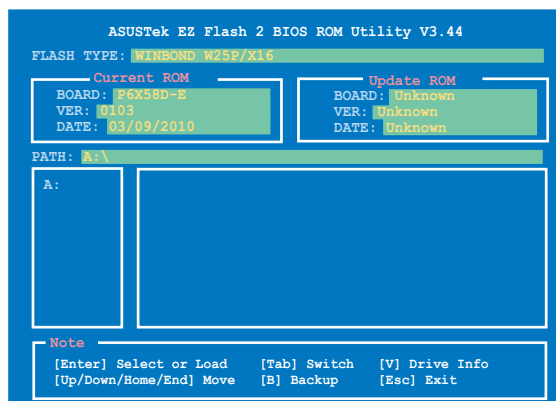 ASUSTek EZ Flash 2 BIOS ROM Utility V3.44
FLASH TYPE: WINBOND W25P/X16
Current ROM
BOARD: P6X58D-E
VER: 0103
DATE: 03/09/2010
Update ROM
BOARD: Unknown
VER: Unknown
DATE: Unknown
PATH: A:\
A:
Note
[Enter] Select or Load [Tab] Switch [V] Drive Info
[Up/Down/Home/End] Move [B] Backup [Esc] Exit